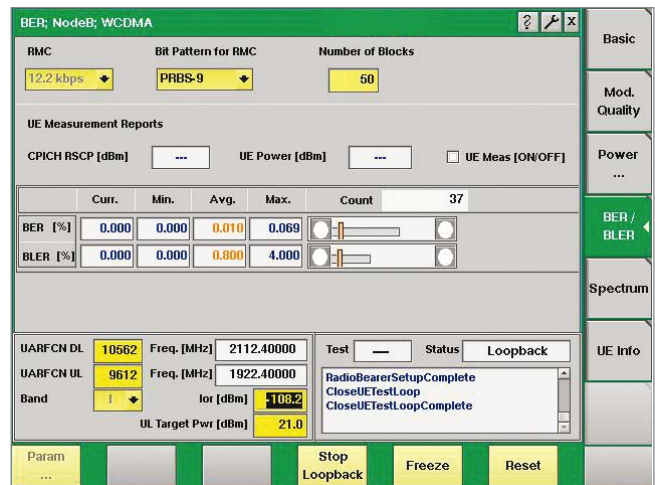 BER; NodeB; WCDMA ? X
RMC Bit Pattern for RMC Number of Blocks
12.2 kbps PRBS-9 50
UE Measurement Reports
CPICH RSCP [dBm] --- UE Power [dBm] --- UE Meas [ON/OFF]
Curr. Min. Avg. Max. Count 37
BER [%] 0.000 0.000 0.010 0.069
BLER [%] 0.000 0.000 0.800 4.000
UARFCN DL 10562 Freq. [MHz] 2112.40000
UARFCN UL 9612 Freq. [MHz] 1922.40000
Band I Ior [dBm] -108.2
UL Target Pwr [dBm] 21.0
Test — Status Loopback
RadioBearerSetupComplete
CloseUETestLoop
CloseUETestLoopComplete
Basic
Mod.
Quality
Power
...
BER /
BLER
Spectrum
UE Info
Param
...
Stop
Loopback
Freeze
Reset